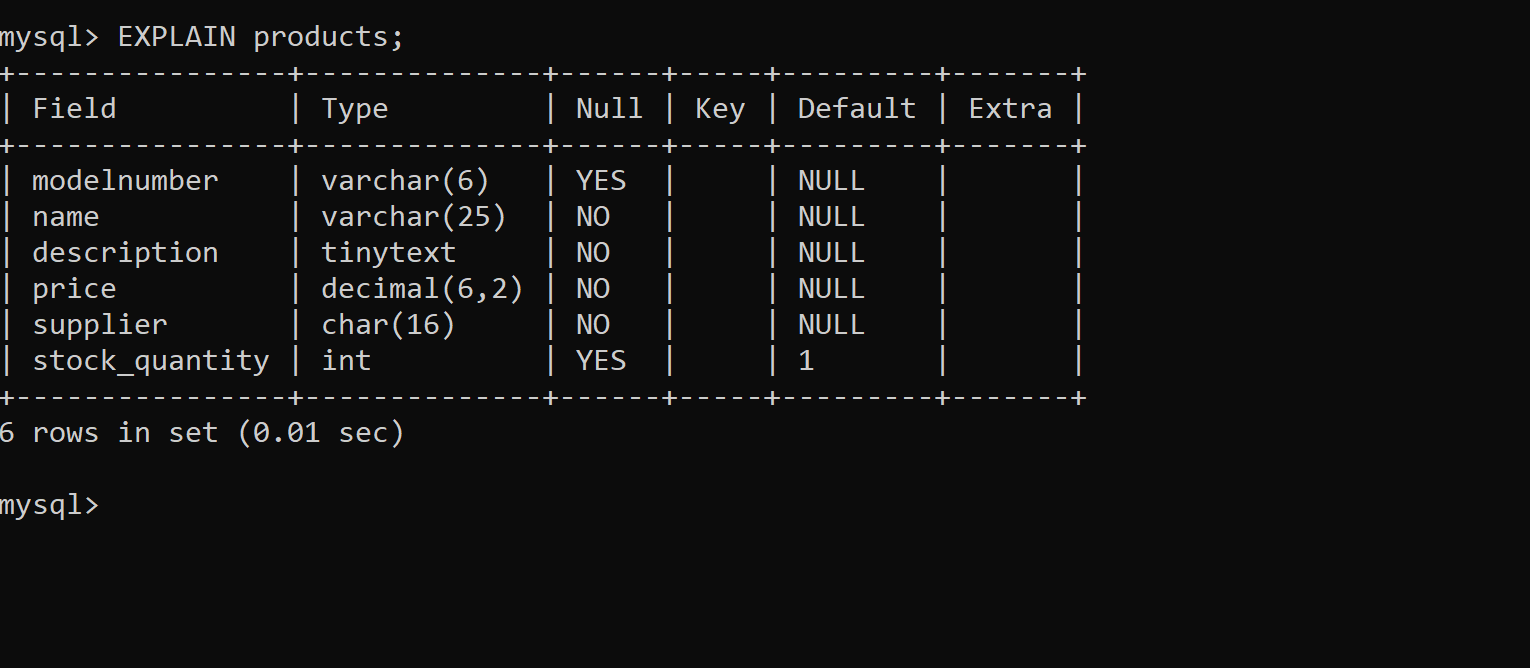 mysql> EXPLAIN products;
+----------------+--------------+------+-----+---------+-------+
| Field          | Type         | Null | Key | Default | Extra |
+----------------+--------------+------+-----+---------+-------+
| modelnumber    | varchar(6)   | YES  |     | NULL    |       |
| name           | varchar(25)  | NO   |     | NULL    |       |
| description    | tinytext     | NO   |     | NULL    |       |
| price          | decimal(6,2) | NO   |     | NULL    |       |
| supplier       | char(16)     | NO   |     | NULL    |       |
| stock_quantity | int          | YES  |     | 1       |       |
+----------------+--------------+------+-----+---------+-------+
6 rows in set (0.01 sec)
mysql>